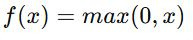 f(x) = max(0, x)